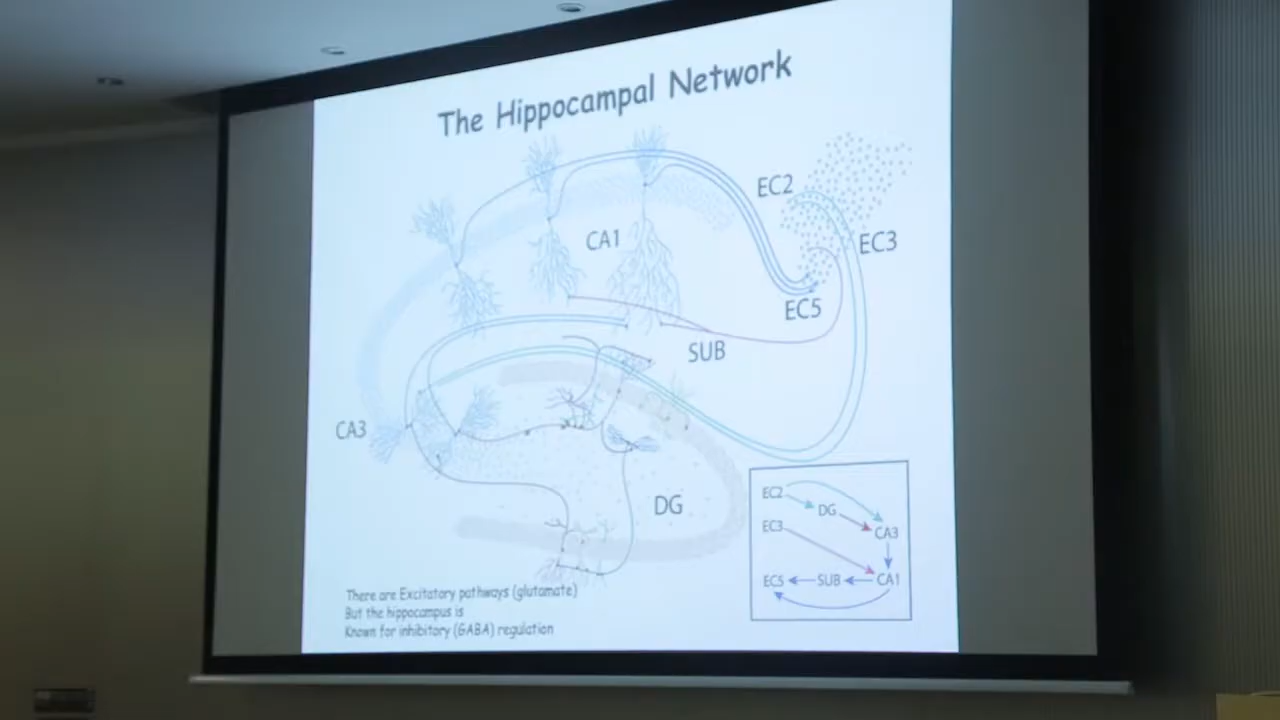 The Hippocampal Network
EC2
CA1
EC3
EC5
SUB
CA3
DG
EC2
DG
EC3
CA3
EC5
SUB
CA1
There are Excitatory pathways (glutamate)
But the hippocampus is
Known for inhibitory (GABA) regulation